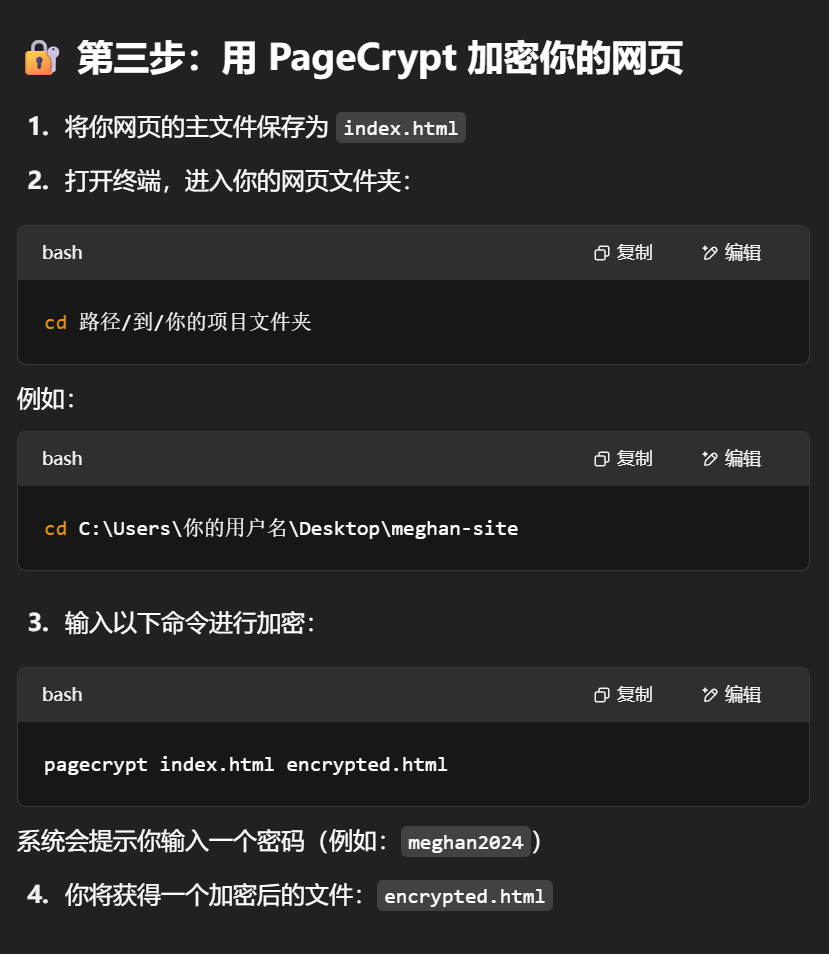 🔐 第三步：用 PageCrypt 加密你的网页
1. 将你网页的主文件保存为 index.html
2. 打开终端，进入你的网页文件夹：
bash 复制 编辑
cd 路径/到/你的项目文件夹
例如：
bash 复制 编辑
cd C:\Users\你的用户名\Desktop\meghan-site
3. 输入以下命令进行加密：
bash 复制 编辑
pagecrypt index.html encrypted.html
系统会提示你输入一个密码（例如：meghan2024）
4. 你将获得一个加密后的文件：encrypted.html